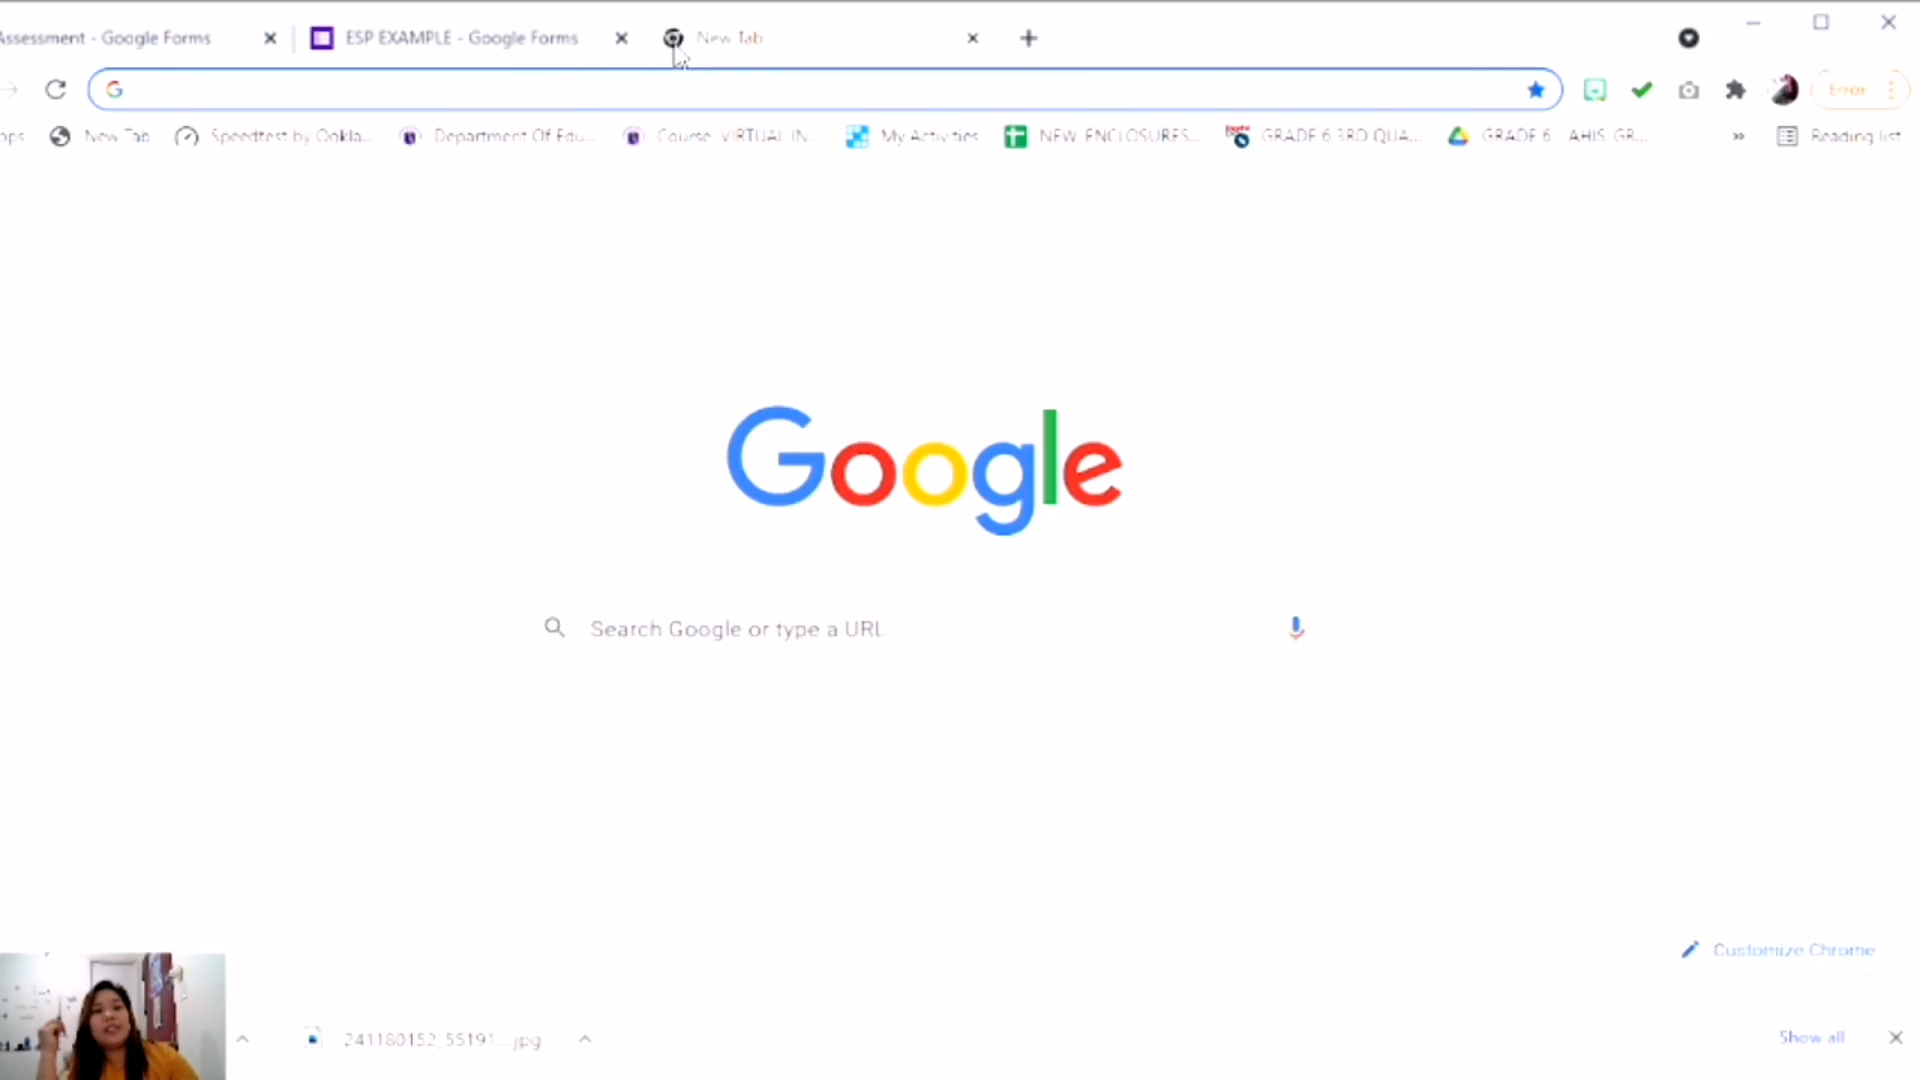 Assessment - Google Forms
ESP EXAMPLE - Google Forms
New Tab
Error
New Tab
Speedtest by Ookla...
Department Of Edu...
Course: VIRTUAL IN...
My Activities
NEW ENCLOSURES...
GRADE 6 3RD QUA...
GRADE 6 AHIS GR...
»
Reading list
Google
Search Google or type a URL
Customize Chrome
241180152_55191....jpg
Show all